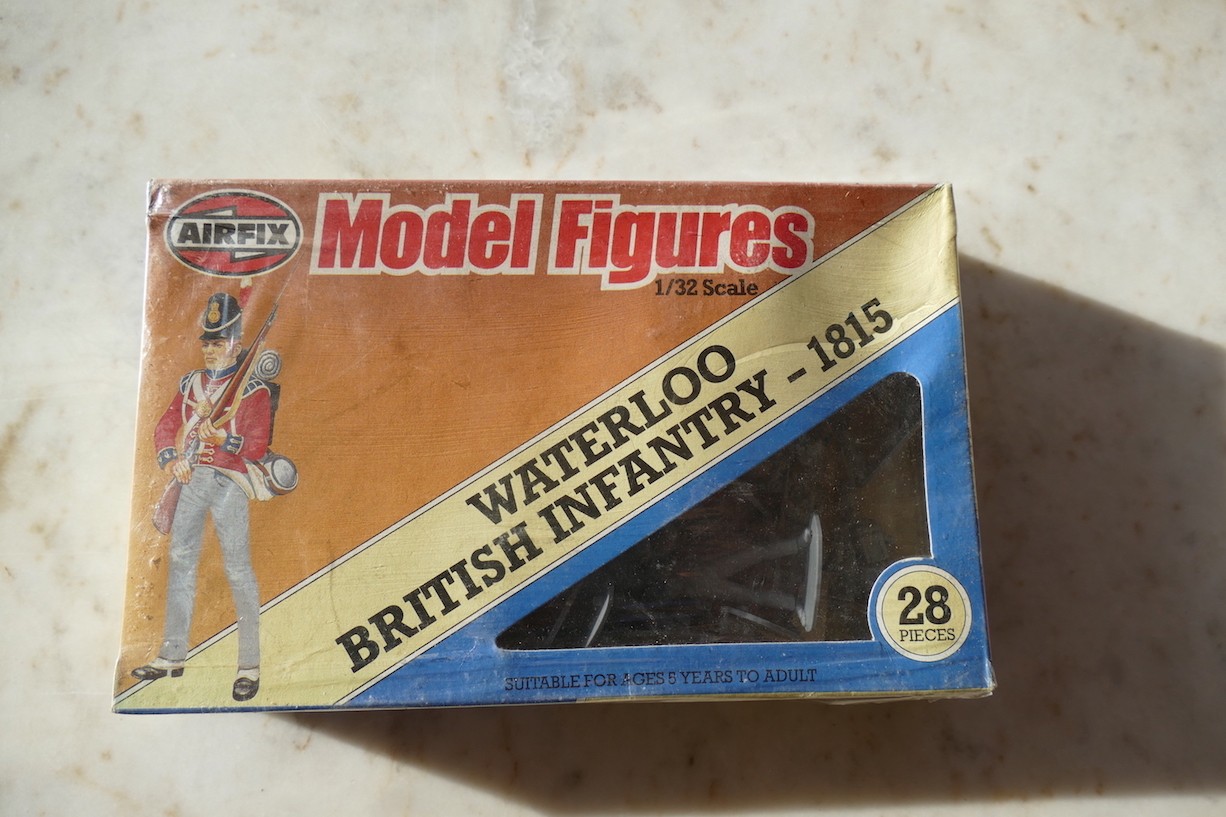 AIRFIX
Model Figures
1/32 Scale
WATERLOO
BRITISH INFANTRY - 1815
28
PIECES
SUITABLE FOR AGES 5 YEARS TO ADULT